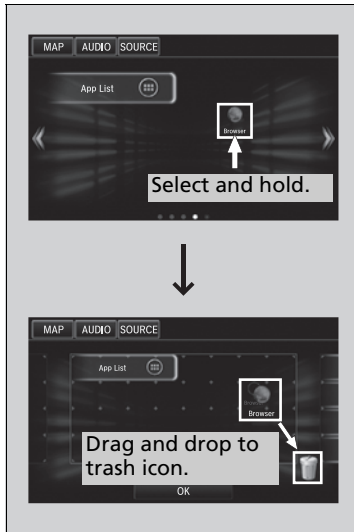 MAP AUDIO SOURCE
App List
Browser
Select and hold.
MAP AUDIO SOURCE
App List
Browser
Drag and drop to
trash icon.
OK